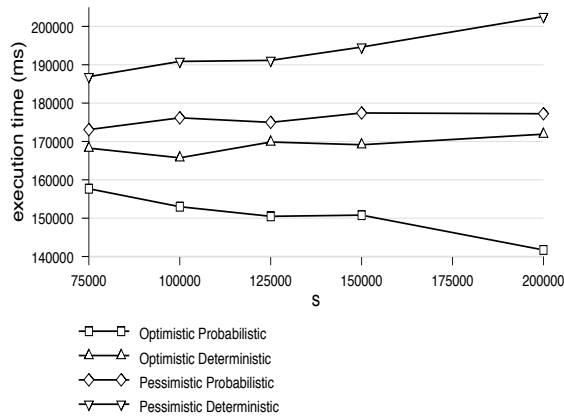 execution time (ms)
200000
190000
180000
170000
160000
150000
140000
75000 100000 125000 150000 175000 200000
S
Optimistic Probabilistic
Optimistic Deterministic
Pessimistic Probabilistic
Pessimistic Deterministic